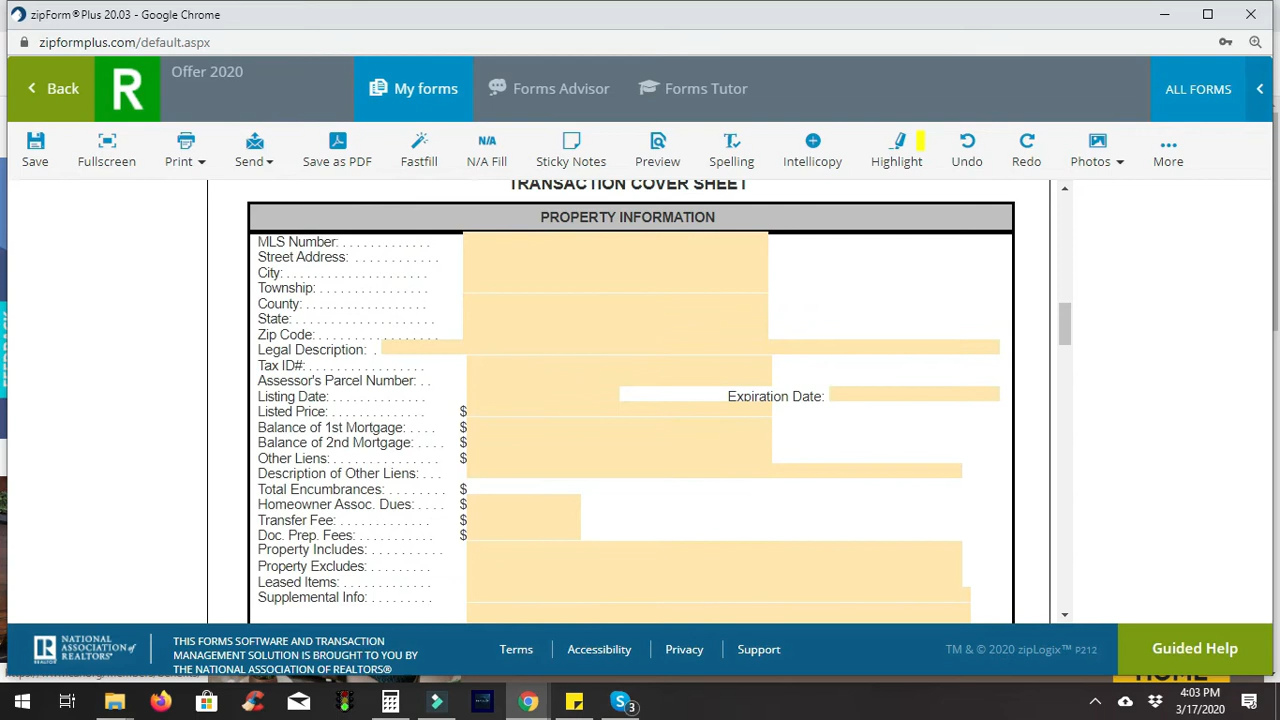 zipForm®Plus 20.03 - Google Chrome
zipformplus.com/default.aspx
Back
R
Offer 2020
My forms
Forms Advisor
Forms Tutor
ALL FORMS
Save
Fullscreen
Print
Send
Save as PDF
Fastfill
N/A
N/A Fill
Sticky Notes
Preview
Spelling
Intellicopy
Highlight
Undo
Redo
Photos
More
TRANSACTION COVER SHEET
PROPERTY INFORMATION
MLS Number: . . . . . . . . . . . . .
Street Address: . . . . . . . . . . . .
City: . . . . . . . . . . . . . . . . . . . .
Township: . . . . . . . . . . . . . . . .
County: . . . . . . . . . . . . . . . . .
State: . . . . . . . . . . . . . . . . . . . .
Zip Code: . . . . . . . . . . . . . . . . .
Legal Description: .
Tax ID#: . . . . . . . . . . . . . . . . .
Assessor's Parcel Number: . .
Listing Date: . . . . . . . . . . . . . . Expiration Date:
Listed Price: . . . . . . . . . . . . . . $
Balance of 1st Mortgage: . . . . $
Balance of 2nd Mortgage: . . . . $
Other Liens: . . . . . . . . . . . . . . . $
Description of Other Liens: . . .
Total Encumbrances: . . . . . . . . $
Homeowner Assoc. Dues: . . . . $
Transfer Fee: . . . . . . . . . . . . . $
Doc. Prep. Fees: . . . . . . . . . . . $
Property Includes: . . . . . . . . . .
Property Excludes: . . . . . . . . .
Leased Items: . . . . . . . . . . . . .
Supplemental Info: . . . . . . . . .
FEEDBACK
REALTOR
NATIONAL
ASSOCIATION of
REALTORS®
THIS FORMS SOFTWARE AND TRANSACTION
MANAGEMENT SOLUTION IS BROUGHT TO YOU BY
THE NATIONAL ASSOCIATION OF REALTORS®
Terms
Accessibility
Privacy
Support
TM & © 2020 zipLogix™ P212
Guided Help
HOME
3
4:03 PM
3/17/2020